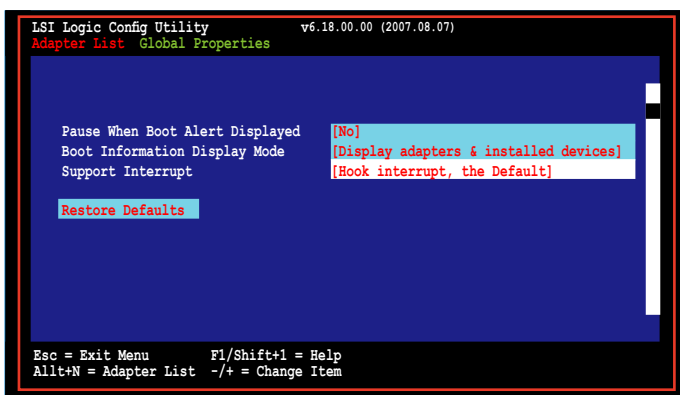 LSI Logic Config Utility v6.18.00.00 (2007.08.07)
Adapter List Global Properties
Pause When Boot Alert Displayed [No]
Boot Information Display Mode [Display adapters & installed devices]
Support Interrupt [Hook interrupt, the Default]
Restore Defaults
Esc = Exit Menu F1/Shift+1 = Help
Allt+N = Adapter List -/+ = Change Item